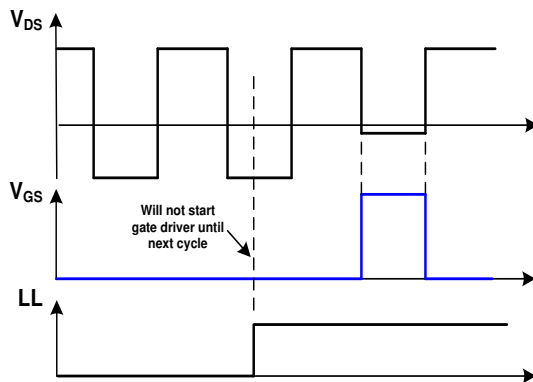 VDS
VGS
Will not start
gate driver until
next cycle
LL